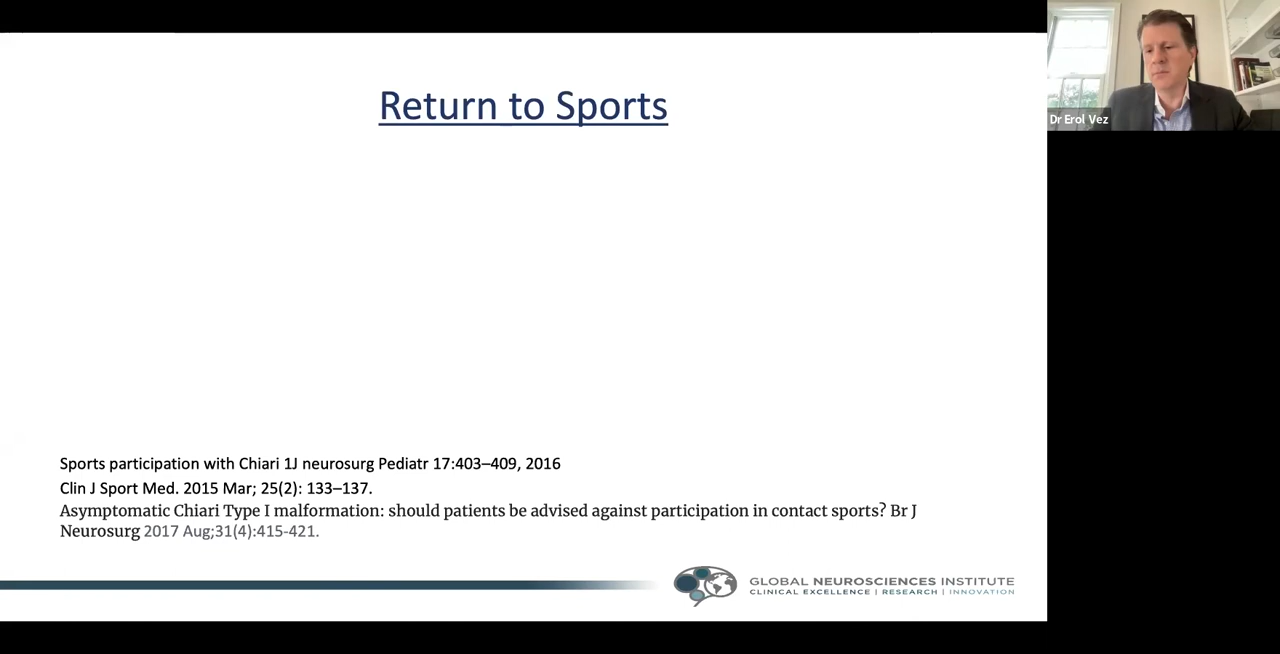 Return to Sports
Dr Erol Vez
Sports participation with Chiari 1J neurosurg Pediatr 17:403–409, 2016
Clin J Sport Med. 2015 Mar; 25(2): 133–137.
Asymptomatic Chiari Type I malformation: should patients be advised against participation in contact sports? Br J
Neurosurg 2017 Aug;31(4):415-421.
GLOBAL NEUROSCIENCES INSTITUTE
CLINICAL EXCELLENCE | RESEARCH | INNOVATION